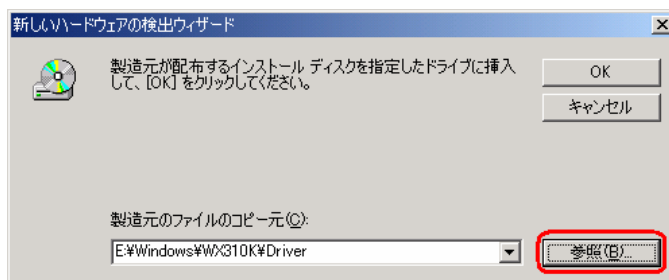 新しいハードウェアの検出ウィザード
製造元が配布するインストール ディスクを指定したドライブに挿入
して、[OK] をクリックしてください。
OK
キャンセル
製造元のファイルのコピー元(C):
E:¥Windows¥WX310K¥Driver
参照(B)...